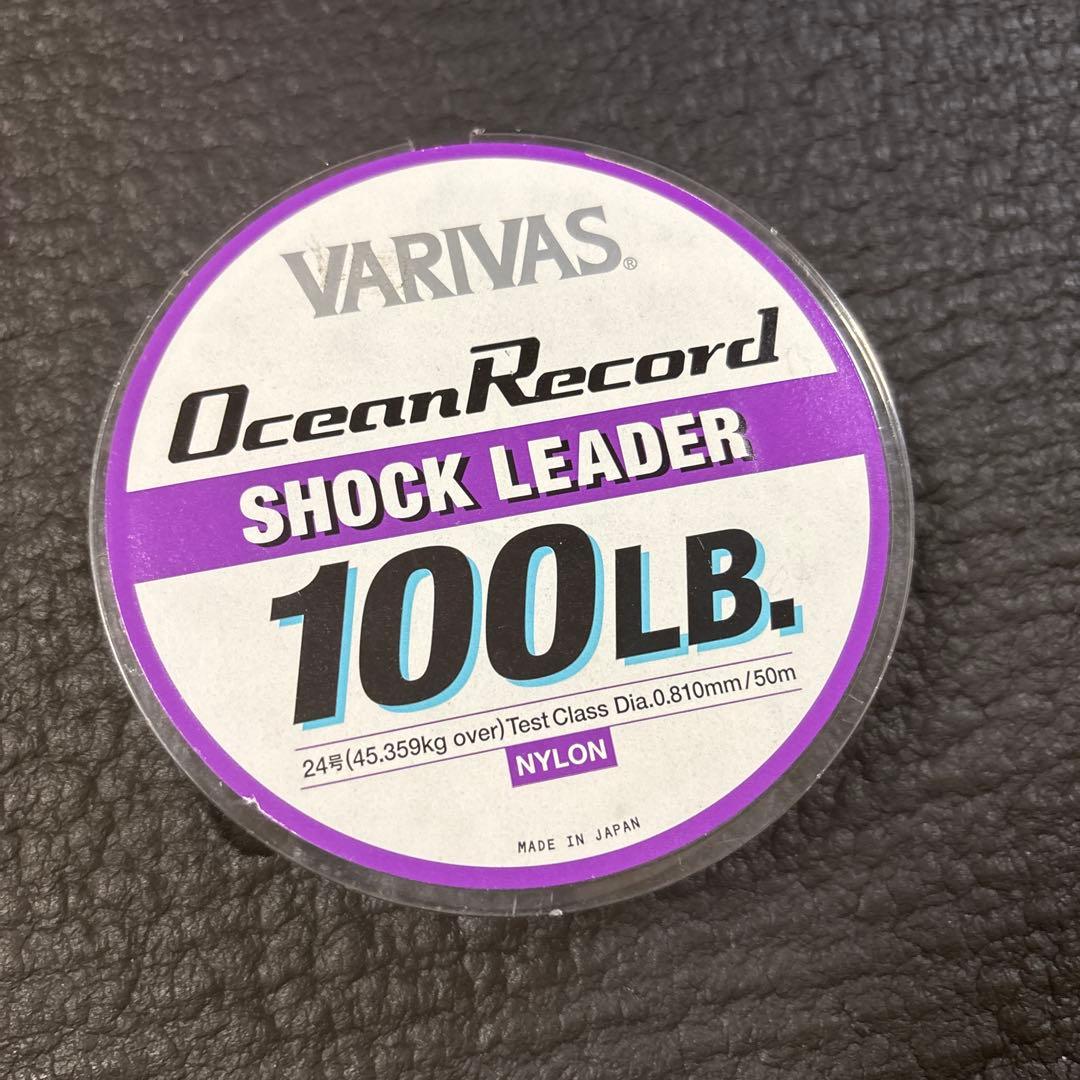 VARIVAS®
OceanRecord
SHOCK LEADER
100LB.
24号(45.359kg over) Test Class Dia.0.810mm/50m
NYLON
MADE IN JAPAN